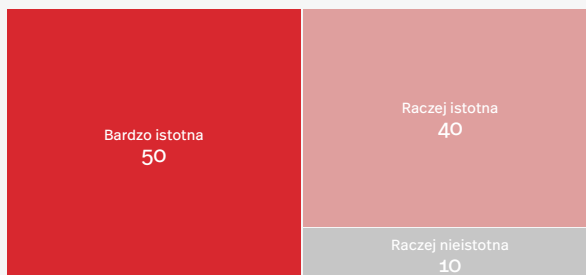 Bardzo istotna
50
Raczej istotna
40
Raczej nieistotna
10